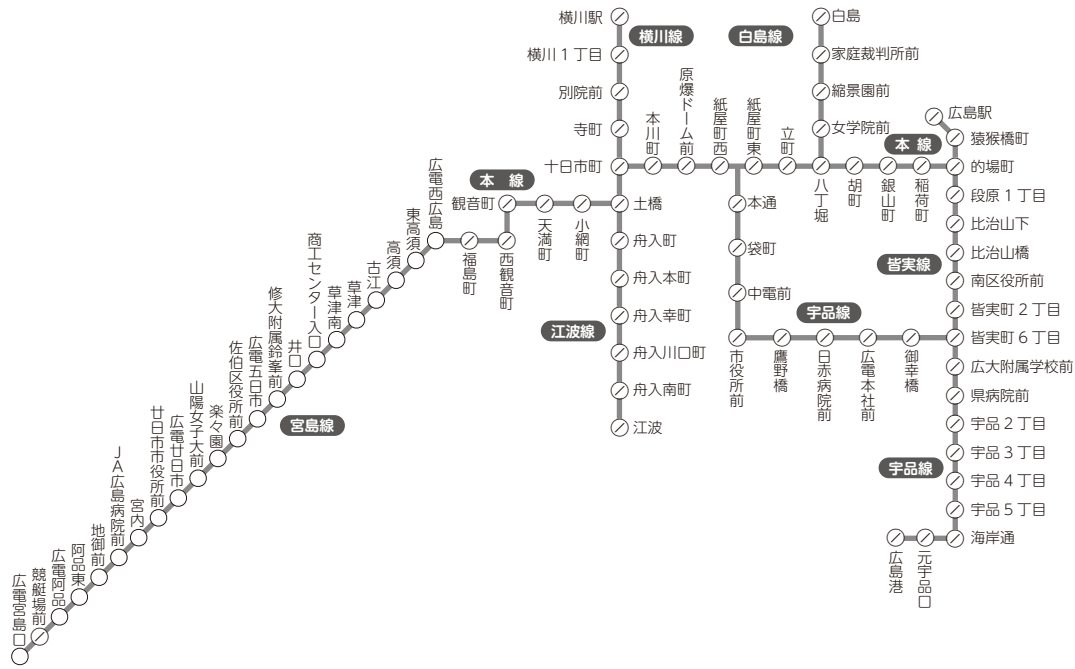 横川駅
横川1丁目
別院前
寺町
十日市町
横川線
本川町
原爆ドーム前
紙屋町西
紙屋町東
立町
八丁堀
胡町
銀山町
稲荷町
白島線
白島
家庭裁判所前
縮景園前
女学院前
本線
広島駅
猿猴橋町
的場町
段原1丁目
比治山下
比治山橋
南区役所前
皆実町2丁目
皆実町6丁目
皆実線
広大附属学校前
県病院前
宇品2丁目
宇品3丁目
宇品4丁目
宇品5丁目
海岸通
元宇品口
広島港
宇品線
本通
袋町
中電前
市役所前
鷹野橋
日赤病院前
広電本社前
御幸橋
宇品線
土橋
舟入町
舟入本町
舟入幸町
舟入川口町
舟入南町
江波
江波線
本線
小網町
天満町
観音町
西観音町
福島町
広電西広島
東高須
高須
古江
草津
草津南
商工センター入口
井口
修大附属鈴峯前
広電五日市
佐伯区役所前
楽々園
山陽女子大前
広電廿日市
廿日市市役所前
宮内
JA広島病院前
地御前
阿品東
広電阿品
競艇場前
広電宮島口
宮島線